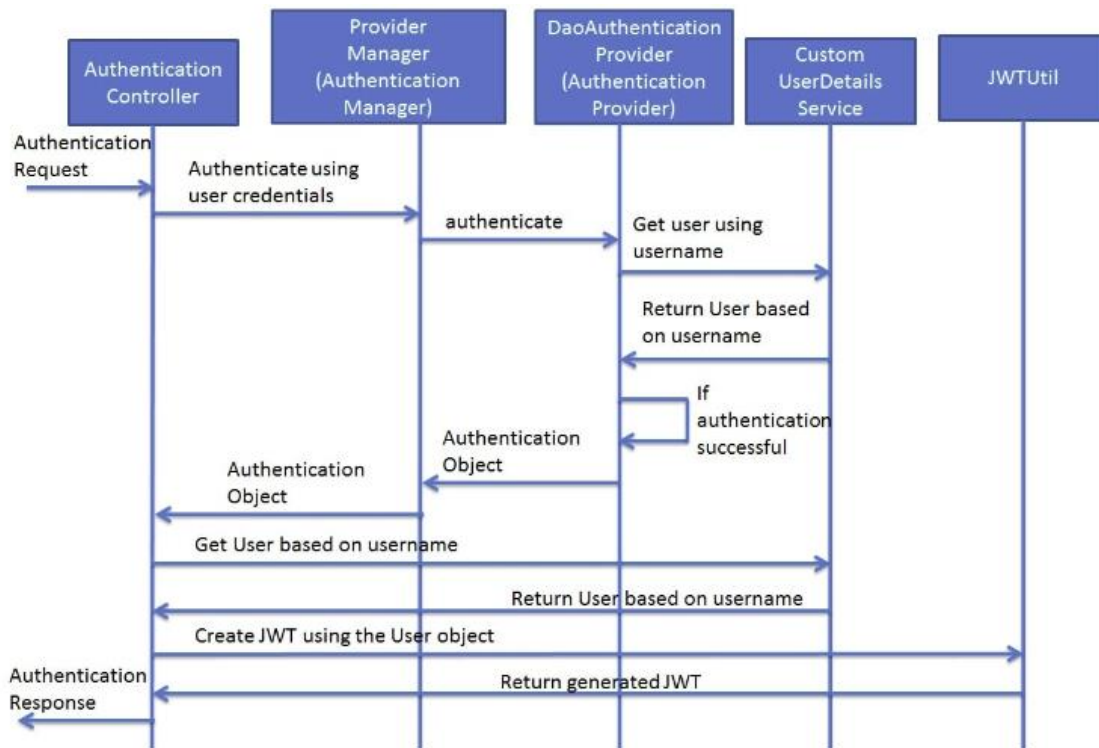 Authentication
Controller
Provider
Manager
(Authentication
Manager)
DaoAuthentication
Provider
(Authentication
Provider)
Custom
UserDetails
Service
JWTUtil
Authentication
Request
Authenticate using
user credentials
authenticate
Get user using
username
Return User based
on username
If
authentication
successful
Authentication
Object
Authentication
Object
Get User based on username
Return User based on username
Create JWT using the User object
Return generated JWT
Authentication
Response